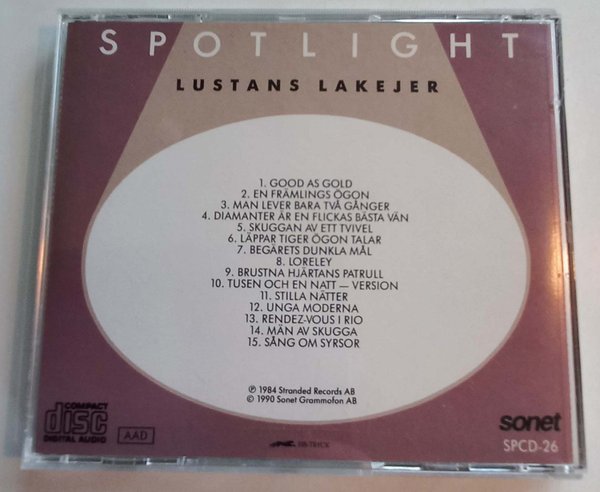 SPOTLIGHT
LUSTANS LAKEJER
1. GOOD AS GOLD
2. EN FRÄMLINGS ÖGON
3. MAN LEVER BARA TVÅ GÅNGER
4. DIAMANTER ÄR EN FLICKAS BÄSTA VÄN
5. SKUGGAN AV ETT TVIVEL
6. LÄPPAR TIGER ÖGON TALAR
7. BEGÄRETS DUNKLA MÅL
8. LORELEY
9. BRUSTNA HJÄRTANS PATRULL
10. TUSEN OCH EN NATT — VERSION
11. STILLA NÄTTER
12. UNGA MODERNA
13. RENDEZ-VOUS I RIO
14. MÄN AV SKUGGA
15. SÅNG OM SYRSOR
℗ 1984 Stranded Records AB
© 1990 Sonet Grammofon AB
COMPACT
disc
DIGITAL AUDIO
AAD
sonet
SPCD-26